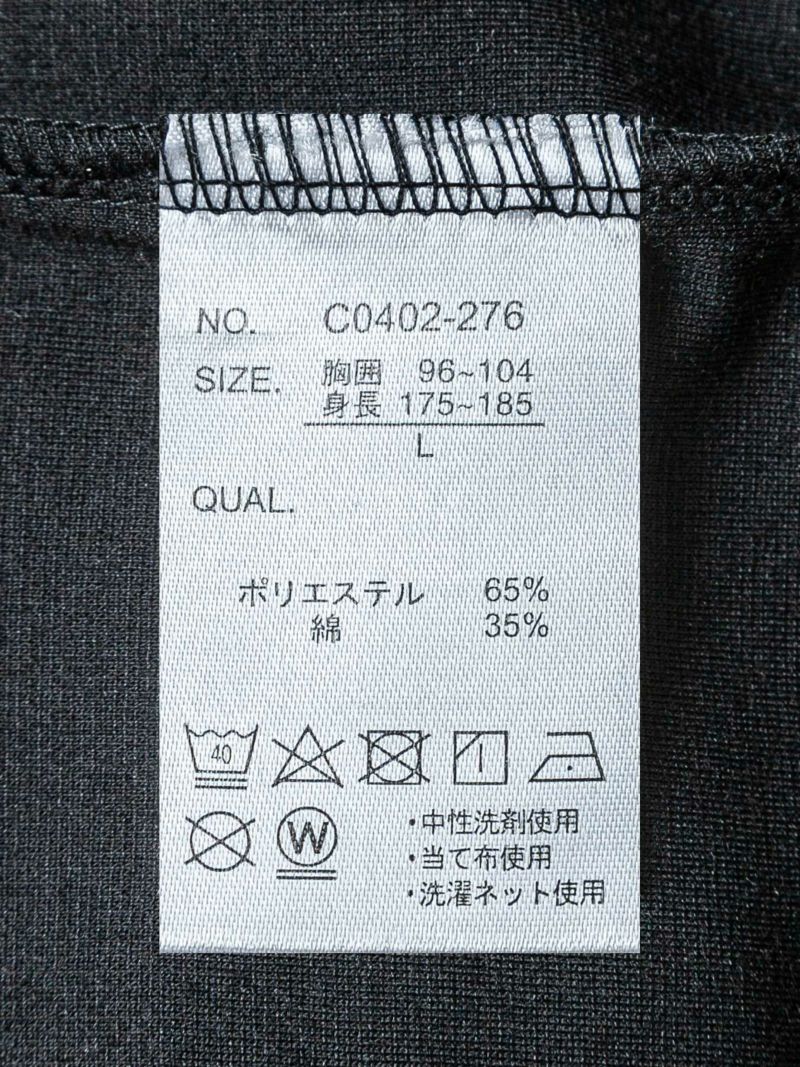 NO. C0402-276
SIZE. 胸囲 96~104
身長 175~185
L
QUAL.
ポリエステル 65%
綿 35%
40
W
・中性洗剤使用
・当て布使用
・洗濯ネット使用